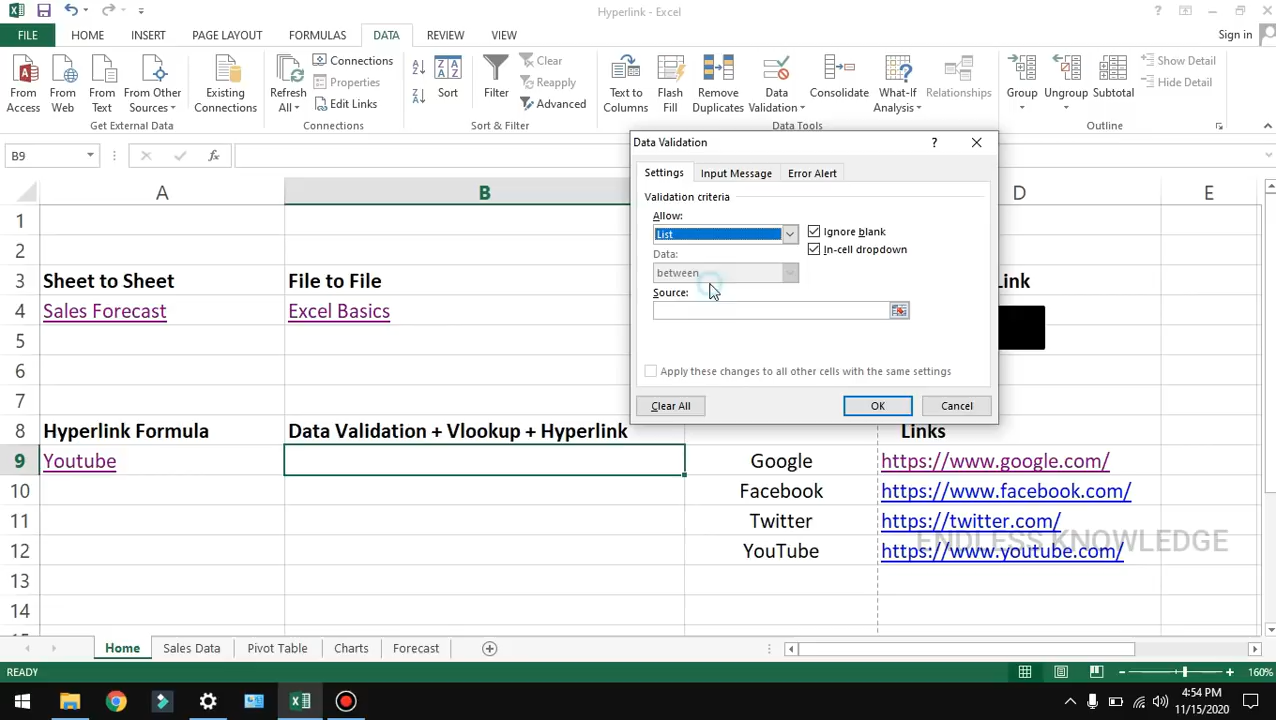 Hyperlink - Excel
FILE
HOME
INSERT
PAGE LAYOUT
FORMULAS
DATA
REVIEW
VIEW
Sign in
From Access
From Web
From Text
From Other Sources
Existing Connections
Refresh All
Connections
Properties
Edit Links
Sort
Filter
Clear
Reapply
Advanced
Text to Columns
Flash Fill
Remove Duplicates
Data Validation
Consolidate
What-If Analysis
Relationships
Group
Ungroup
Subtotal
Show Detail
Hide Detail
Get External Data
Connections
Sort & Filter
Data Tools
Outline
B9
fx
Data Validation
?
Settings
Input Message
Error Alert
Validation criteria
Allow:
List
Ignore blank
In-cell dropdown
Data:
between
Source:
Apply these changes to all other cells with the same settings
Clear All
OK
Cancel
A B D E
1
2
3 Sheet to Sheet File to File Link
4 Sales Forecast Excel Basics
5
6
7
8 Hyperlink Formula Data Validation + Vlookup + Hyperlink Links
9 Youtube Google https://www.google.com/
10 Facebook https://www.facebook.com/
11 Twitter https://twitter.com/
12 YouTube https://www.youtube.com/
ENDLESS KNOWLEDGE
13
14
Home
Sales Data
Pivot Table
Charts
Forecast
READY
160%
4:54 PM
11/15/2020